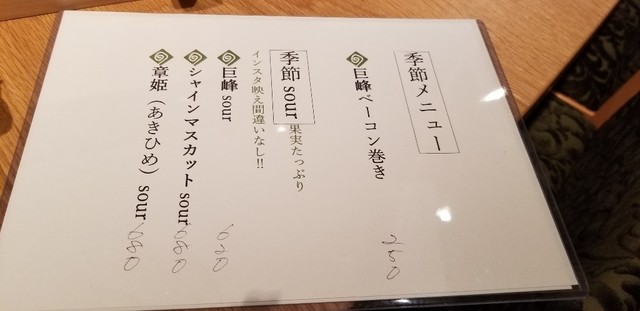 季節メニュー
巨峰ベーコン巻き 250
季節sour 果実たっぷり
インスタ映え間違いなし!!
巨峰sour 680
シャインマスカットsour 680
章姫(あきひめ)sour 680